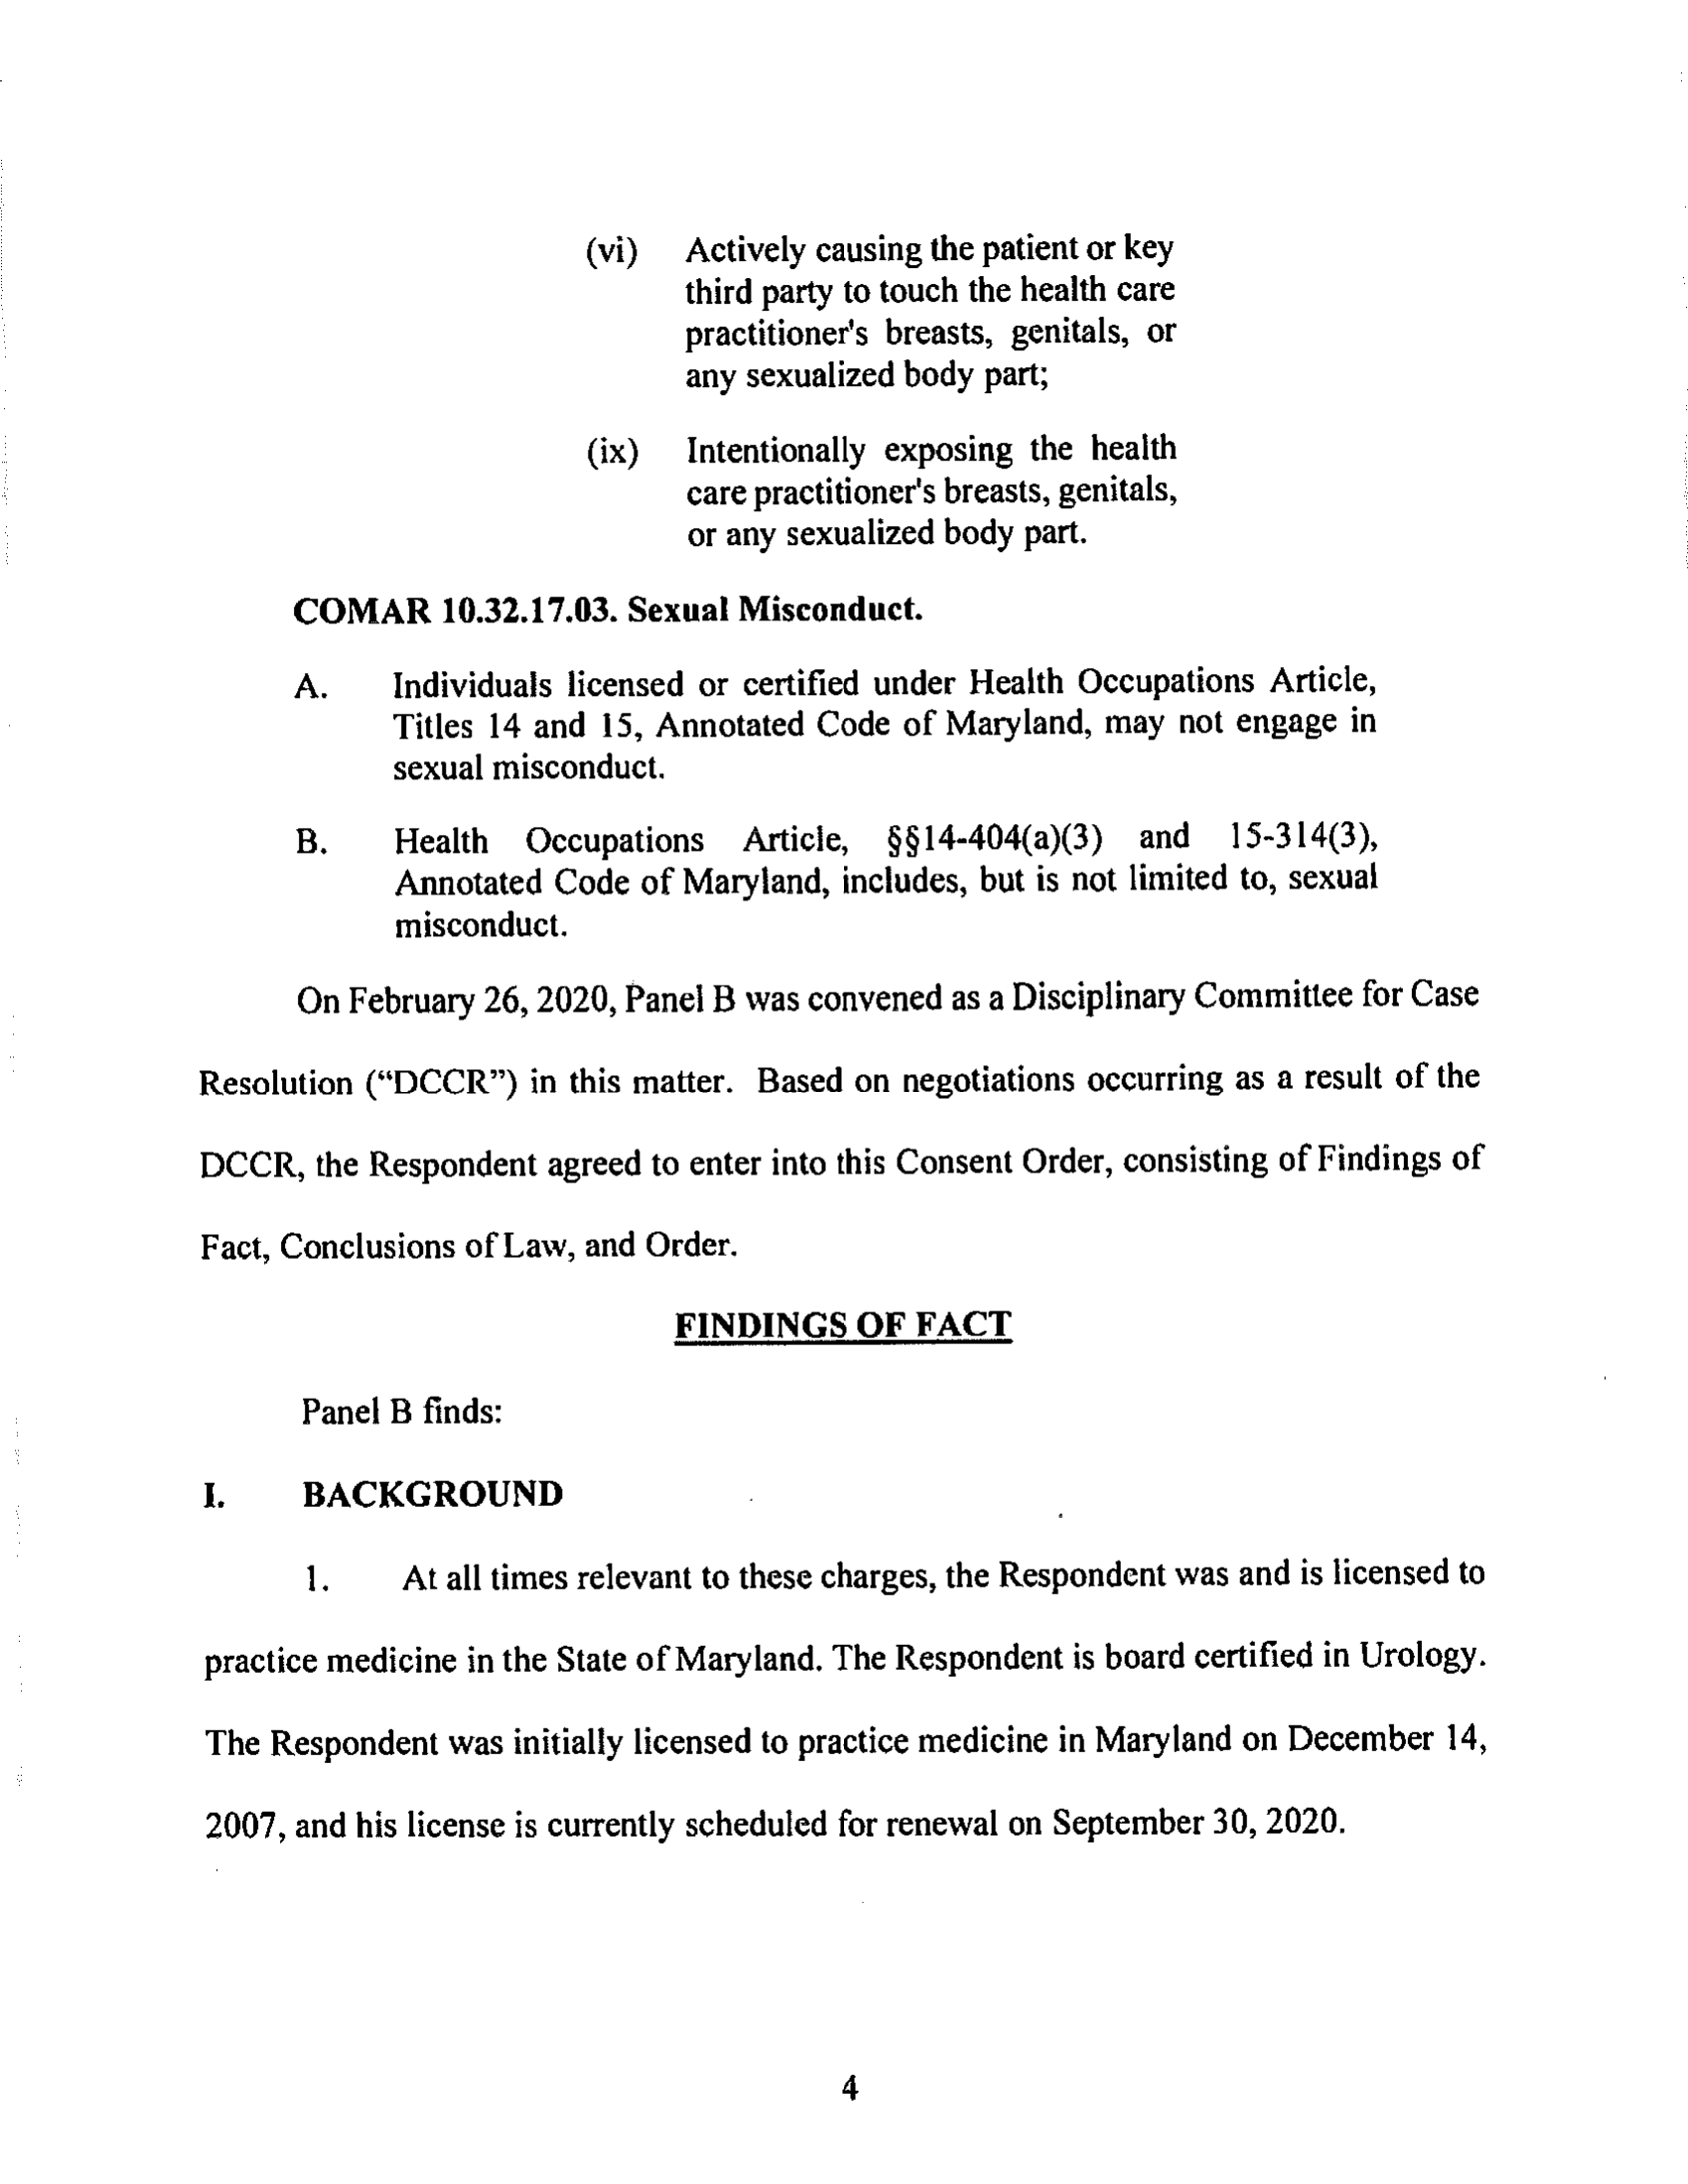 (vi) Actively causing the patient or key
third party to touch the health care
practitioner's breasts, genitals, or
any sexualized body part;
(ix) Intentionally exposing the health
care practitioner's breasts, genitals,
or any sexualized body part.
COMAR 10.32.17.03. Sexual Misconduct.
A. Individuals licensed or certified under Health Occupations Article,
Titles 14 and 15, Annotated Code of Maryland, may not engage in
sexual misconduct.
B. Health Occupations Article, §§14-404(a)(3) and 15-314(3),
Annotated Code of Maryland, includes, but is not limited to, sexual
misconduct.
On February 26, 2020, Panel B was convened as a Disciplinary Committee for Case
Resolution (“DCCR”) in this matter. Based on negotiations occurring as a result of the
DCCR, the Respondent agreed to enter into this Consent Order, consisting of Findings of
Fact, Conclusions of Law, and Order.
FINDINGS OF FACT
Panel B finds:
I. BACKGROUND
1. At all times relevant to these charges, the Respondent was and is licensed to
practice medicine in the State of Maryland. The Respondent is board certified in Urology.
The Respondent was initially licensed to practice medicine in Maryland on December 14,
2007, and his license is currently scheduled for renewal on September 30, 2020.
4